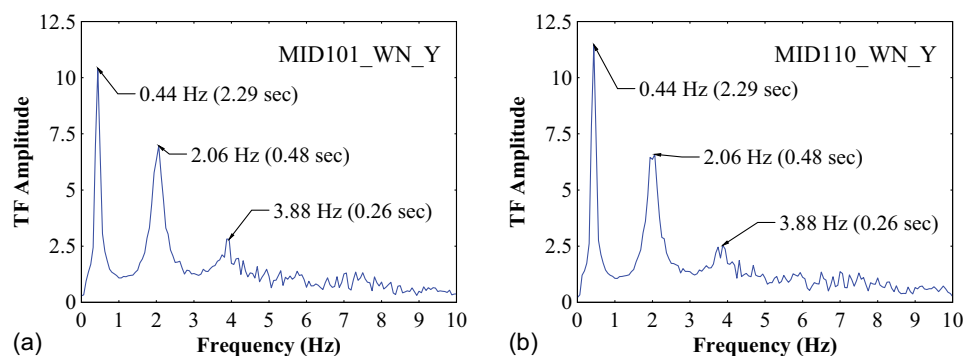 12.5
10
7.5
5
2.5
0
TF Amplitude
MID101_WN_Y
0.44 Hz (2.29 sec)
2.06 Hz (0.48 sec)
3.88 Hz (0.26 sec)
0 1 2 3 4 5 6 7 8 9 10
Frequency (Hz)
(a)
12.5
10
7.5
5
2.5
0
TF Amplitude
MID110_WN_Y
0.44 Hz (2.29 sec)
2.06 Hz (0.48 sec)
3.88 Hz (0.26 sec)
0 1 2 3 4 5 6 7 8 9 10
Frequency (Hz)
(b)